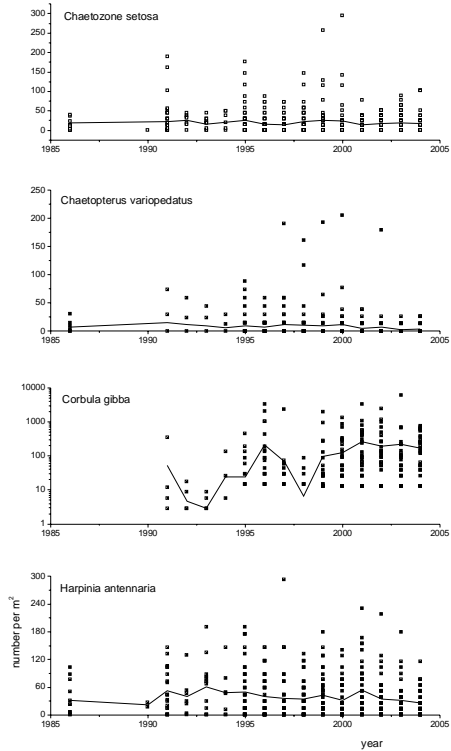 Chaetozone setosa
300
250
200
150
100
50
0
1985 1990 1995 2000 2005
Chaetopterus variopedatus
250
200
150
100
50
0
1985 1990 1995 2000 2005
Corbula gibba
10000
1000
100
10
1
1985 1990 1995 2000 2005
Harpinia antennaria
number per m²
300
240
180
120
60
0
1985 1990 1995 2000 2005
year